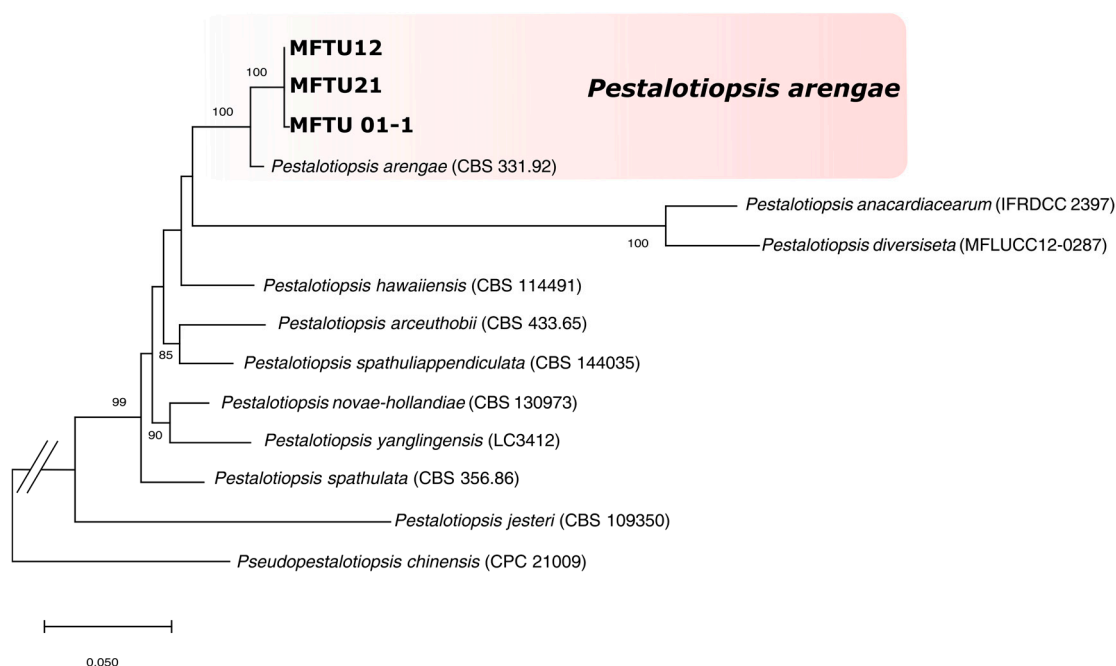 MFTU12
100
MFTU21
Pestalotiopsis arengae
100
MFTU 01-1
Pestalotiopsis arengae (CBS 331.92)
Pestalotiopsis anacardiacearum (IFRDCC 2397)
100
Pestalotiopsis diversiseta (MFLUCC12-0287)
Pestalotiopsis hawaiiensis (CBS 114491)
Pestalotiopsis arceuthobii (CBS 433.65)
85
Pestalotiopsis spathuliappendiculata (CBS 144035)
99
Pestalotiopsis novae-hollandiae (CBS 130973)
90
Pestalotiopsis yanglingensis (LC3412)
Pestalotiopsis spathulata (CBS 356.86)
Pestalotiopsis jesteri (CBS 109350)
Pseudopestalotiopsis chinensis (CPC 21009)
0.050